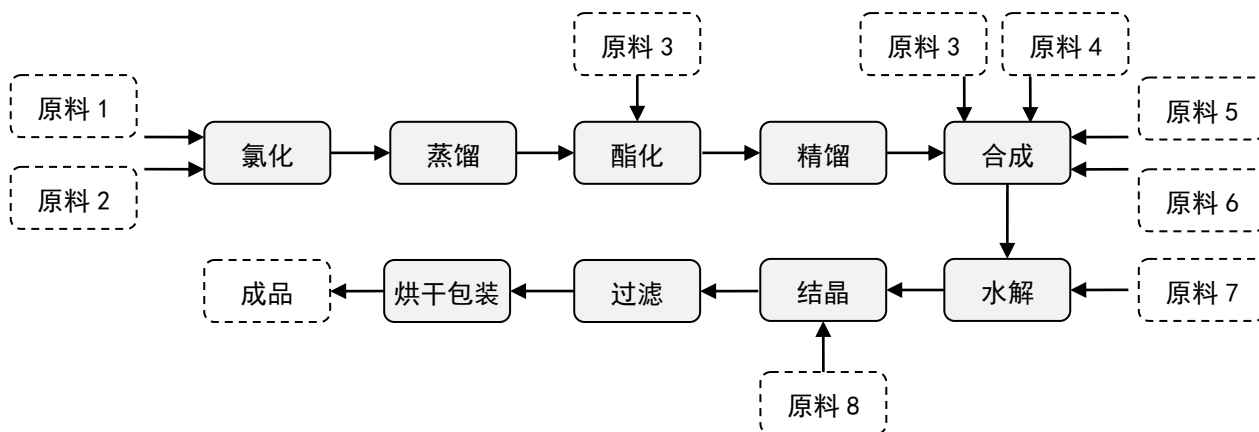 原料 3
原料 3
原料 4
原料 1
原料 5
氯化
蒸馏
酯化
精馏
合成
原料 2
原料 6
成品
烘干包装
过滤
结晶
水解
原料 7
原料 8